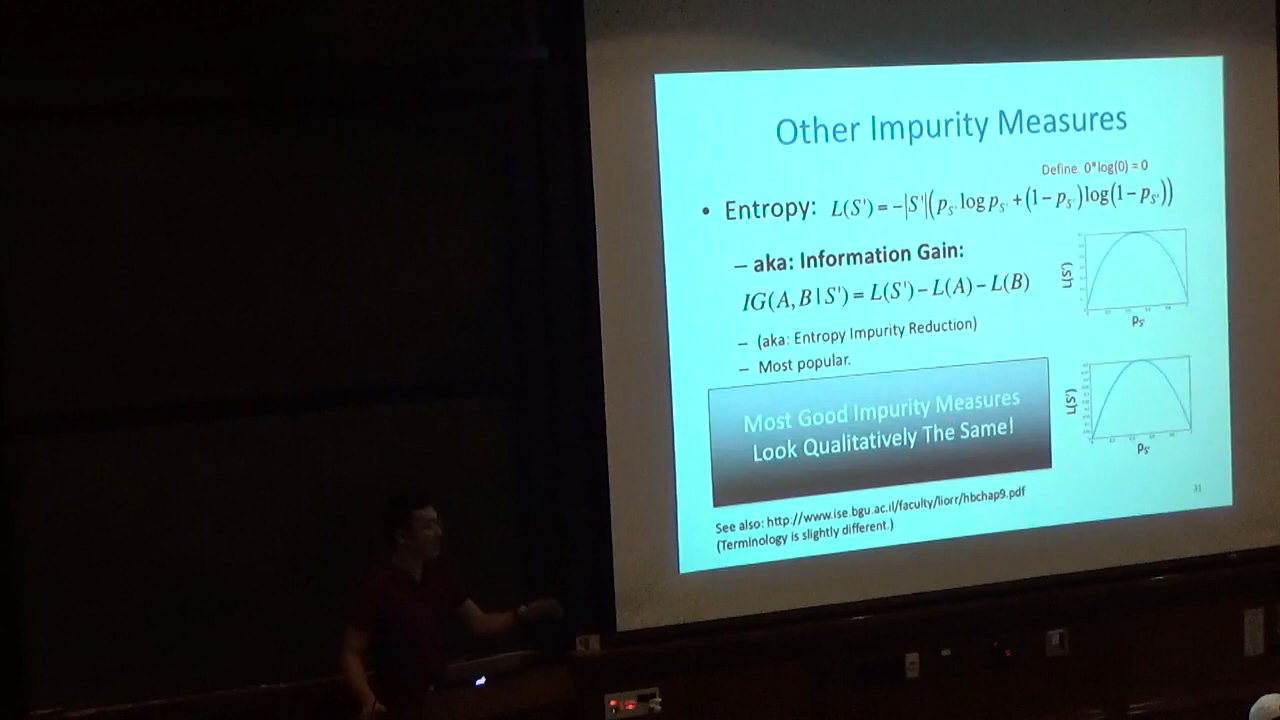 Other Impurity Measures
Define 0*log(0) = 0
• Entropy: L(S') = −|S'|(p_S' log p_S' + (1 − p_S')log(1 − p_S'))
– aka: Information Gain:
IG(A, B | S') = L(S') − L(A) − L(B)
– (aka: Entropy Impurity Reduction)
– Most popular.
L(S')
p_S'
Most Good Impurity Measures
Look Qualitatively The Same!
L(S')
p_S'
See also: http://www.ise.bgu.ac.il/faculty/liorr/hbchap9.pdf
(Terminology is slightly different.)
31